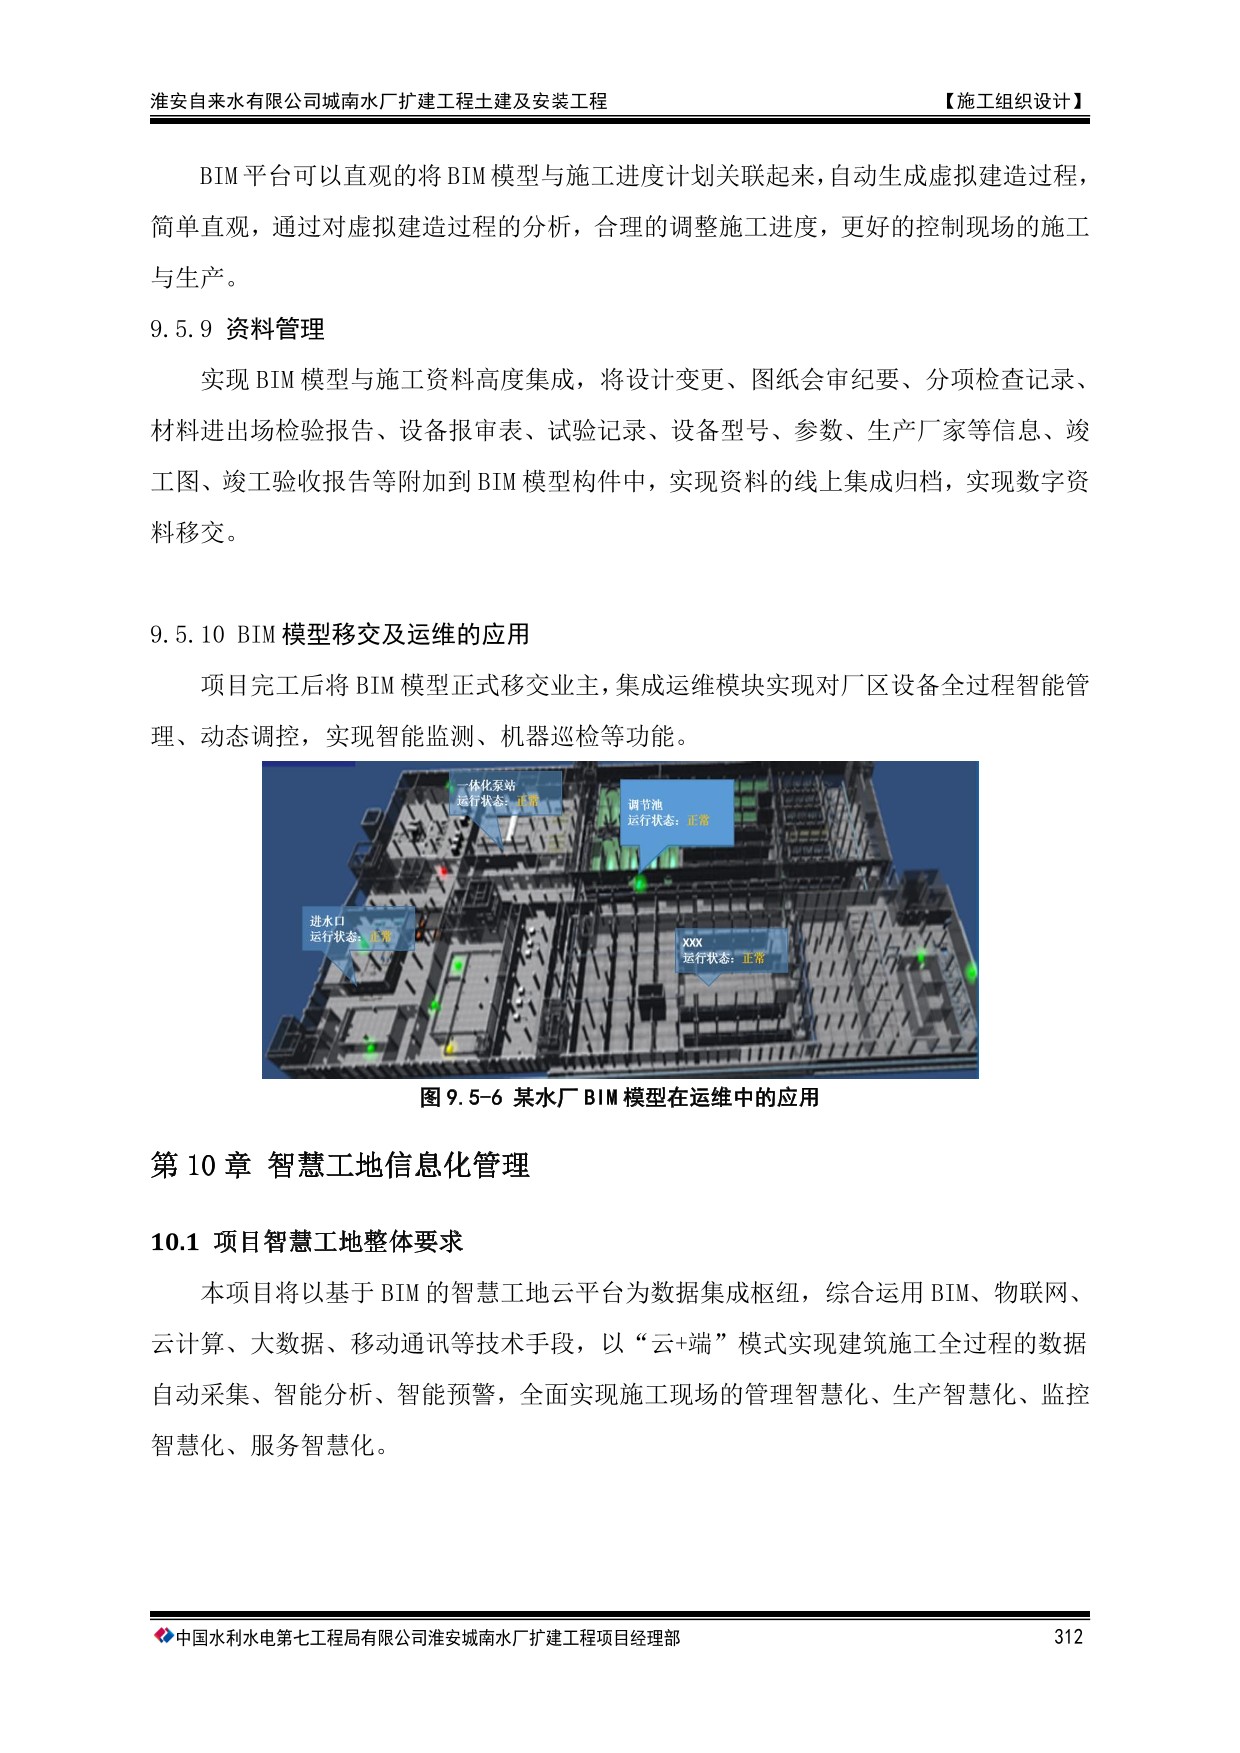 淮安自来水有限公司城南水厂扩建工程土建及安装工程 【施工组织设计】
BIM 平台可以直观的将 BIM 模型与施工进度计划关联起来，自动生成虚拟建造过程，
简单直观，通过对虚拟建造过程的分析，合理的调整施工进度，更好的控制现场的施工
与生产。
9.5.9 资料管理
实现 BIM 模型与施工资料高度集成，将设计变更、图纸会审纪要、分项检查记录、
材料进出场检验报告、设备报审表、试验记录、设备型号、参数、生产厂家等信息、竣
工图、竣工验收报告等附加到 BIM 模型构件中，实现资料的线上集成归档，实现数字资
料移交。
9.5.10 BIM 模型移交及运维的应用
项目完工后将 BIM 模型正式移交业主，集成运维模块实现对厂区设备全过程智能管
理、动态调控，实现智能监测、机器巡检等功能。
一体化泵站
运行状态：正常
调节池
运行状态：正常
进水口
运行状态：正常
XXX
运行状态：正常
图 9.5-6 某水厂 BIM 模型在运维中的应用
第 10 章 智慧工地信息化管理
10.1 项目智慧工地整体要求
本项目将以基于 BIM 的智慧工地云平台为数据集成枢纽，综合运用 BIM、物联网、
云计算、大数据、移动通讯等技术手段，以“云+端”模式实现建筑施工全过程的数据
自动采集、智能分析、智能预警，全面实现施工现场的管理智慧化、生产智慧化、监控
智慧化、服务智慧化。
中国水利水电第七工程局有限公司淮安城南水厂扩建工程项目经理部 312